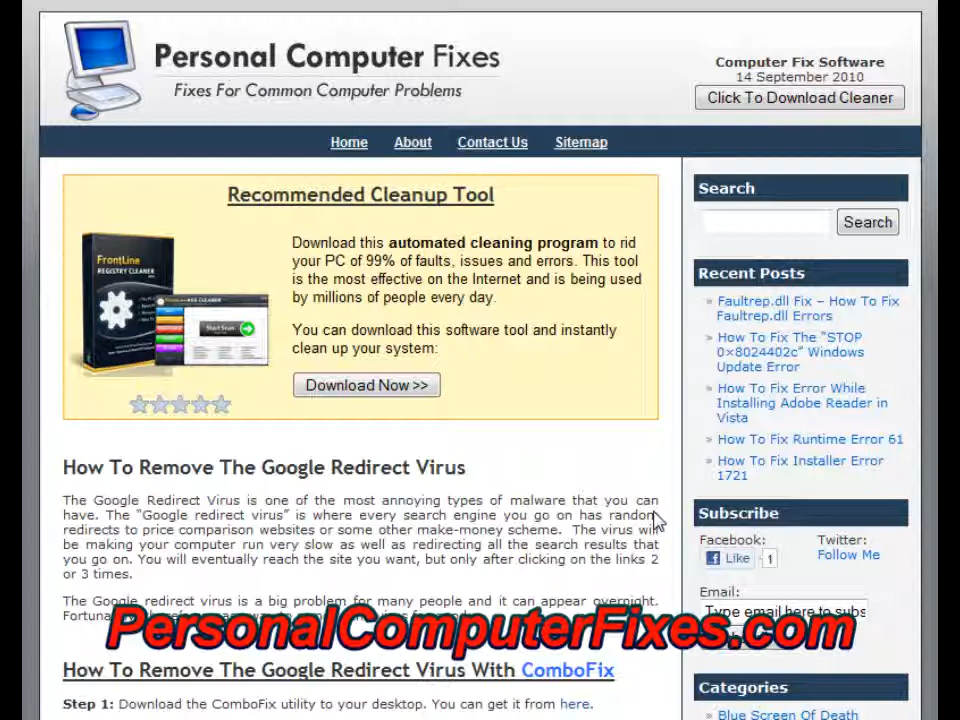 Personal Computer Fixes
Fixes For Common Computer Problems
Computer Fix Software
14 September 2010
Click To Download Cleaner
Home
About
Contact Us
Sitemap
Recommended Cleanup Tool
FrontLine
REGISTRY CLEANER
Start Scan
Download this automated cleaning program to rid
your PC of 99% of faults, issues and errors. This tool
is the most effective on the Internet and is being used
by millions of people every day.
You can download this software tool and instantly
clean up your system:
Download Now >>
How To Remove The Google Redirect Virus
The Google Redirect Virus is one of the most annoying types of malware that you can
have. The “Google redirect virus” is where every search engine you go on has random
redirects to price comparison websites or some other make-money scheme. The virus will
be making your computer run very slow as well as redirecting all the search results that
you go on. You will eventually reach the site you want, but only after clicking on the links 2
or 3 times.
The Google redirect virus is a big problem for many people and it can appear overnight.
PersonalComputerFixes.com
How To Remove The Google Redirect Virus With ComboFix
Step 1: Download the ComboFix utility to your desktop. You can get it from here.
Search
Search
Recent Posts
» Faultrep.dll Fix – How To Fix
Faultrep.dll Errors
» How To Fix The “STOP
0×8024402c” Windows
Update Error
» How To Fix Error While
Installing Adobe Reader in
Vista
» How To Fix Runtime Error 61
» How To Fix Installer Error
1721
Subscribe
Facebook:
Like 1
Twitter:
Follow Me
Email:
Type email here to subs
Categories
» Blue Screen Of Death